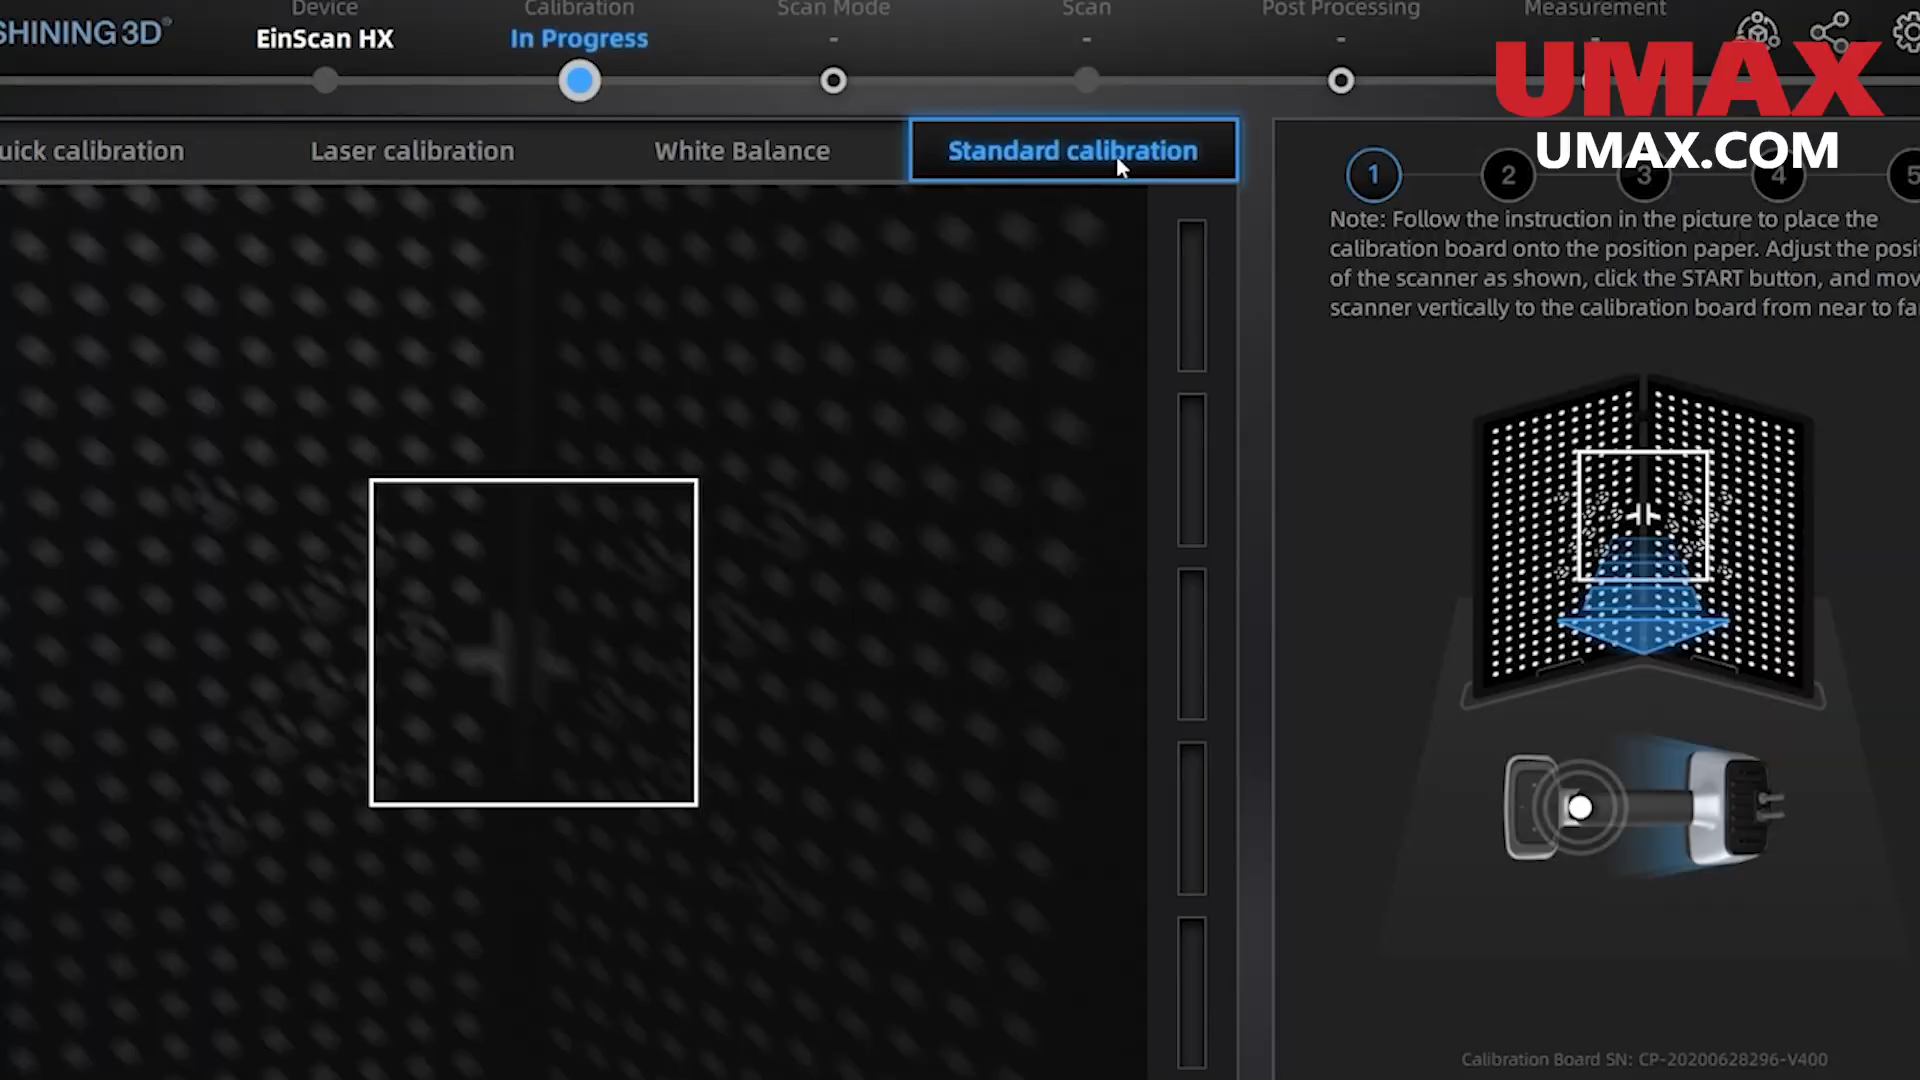 SHINING 3D®
Device
EinScan HX
Calibration
In Progress
Scan Mode
-
Scan
-
Post Processing
-
Measurement
-
UMAX
UMAX.COM
uick calibration
Laser calibration
White Balance
Standard calibration
1
2
3
4
5
Note: Follow the instruction in the picture to place the
calibration board onto the position paper. Adjust the posit
of the scanner as shown, click the START button, and mov
scanner vertically to the calibration board from near to fa
Calibration Board SN: CP-20200628296-V400